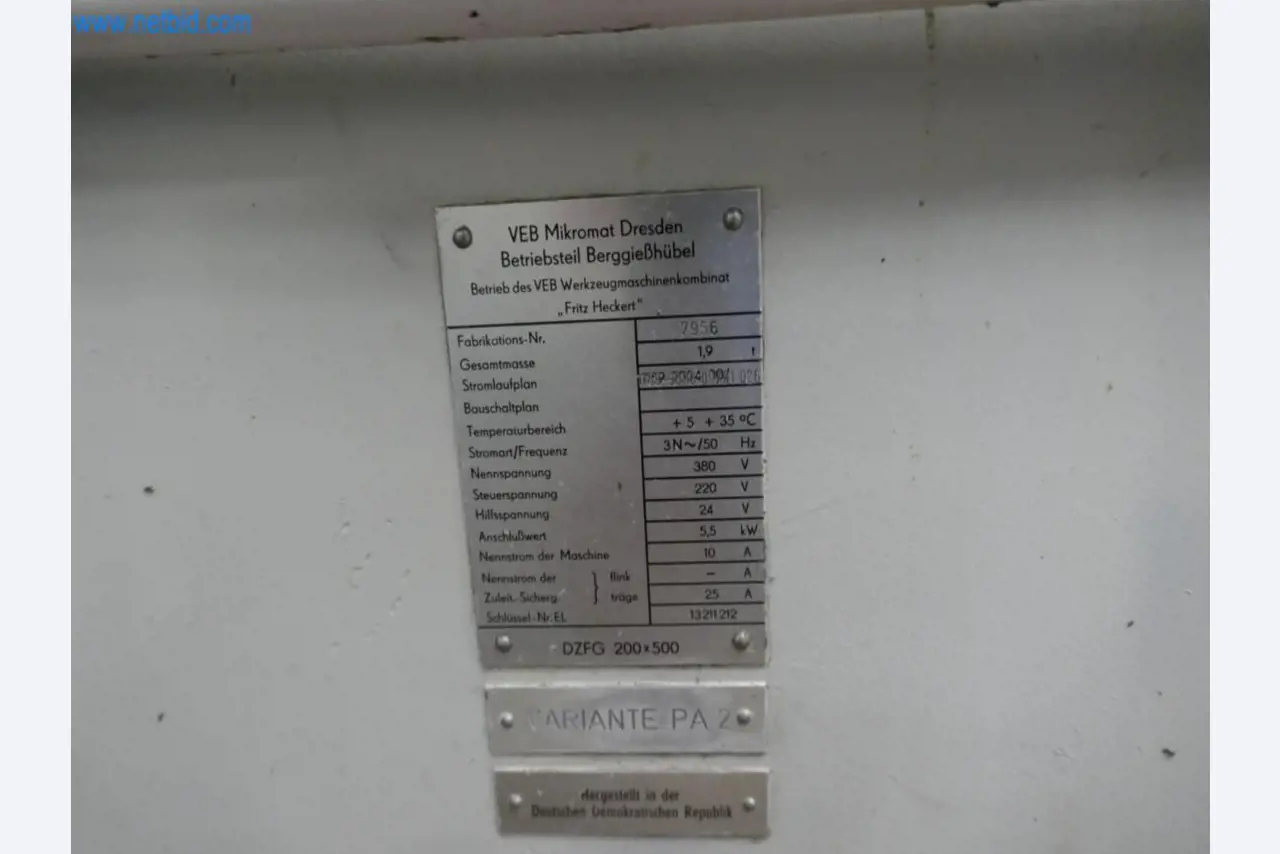 www.netbid.com
VEB Mikromat Dresden
Betriebsteil Berggießhübel
Betrieb des VEB Werkzeugmaschinenkombinat
„Fritz Heckert"
Fabrikations-Nr. 7956
Gesamtmasse 1,9 t
Stromlaufplan
Bauschaltplan
Temperaturbereich +5 +35 °C
Stromart/Frequenz 3N~/50 Hz
Nennspannung 380 V
Steuerspannung 220 V
Hilfsspannung 24 V
Anschlußwert 5,5 kW
Nennstrom der Maschine 10 A
Nennstrom der } flink – A
Zuleit.-Sicherg. } träge 25 A
Schlüssel-Nr. EL 13211212
DZFG 200x500
VARIANTE PA 2
Hergestellt in der
Deutschen Demokratischen Republik